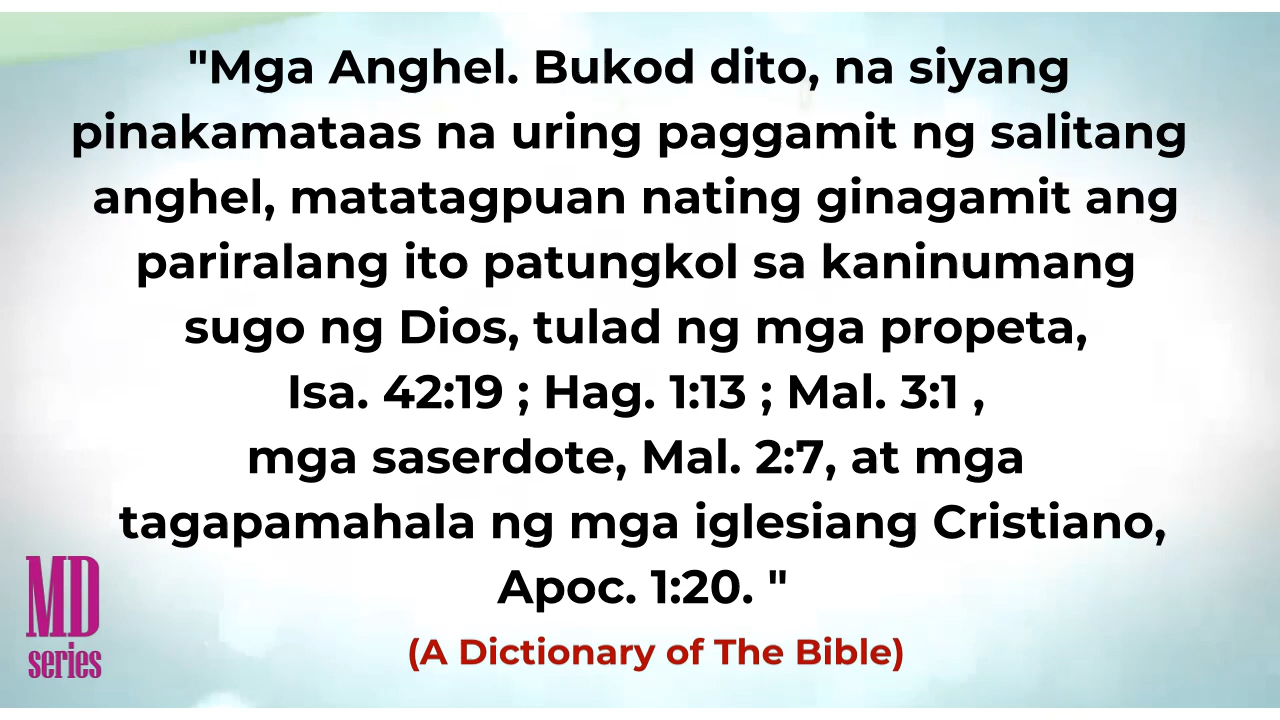 "Mga Anghel. Bukod dito, na siyang
pinakamataas na uring paggamit ng salitang
anghel, matatagpuan nating ginagamit ang
pariralang ito patungkol sa kaninumang
sugo ng Dios, tulad ng mga propeta,
Isa. 42:19 ; Hag. 1:13 ; Mal. 3:1 ,
mga saserdote, Mal. 2:7, at mga
tagapamahala ng mga iglesiang Cristiano,
Apoc. 1:20. "
(A Dictionary of The Bible)
MD
series